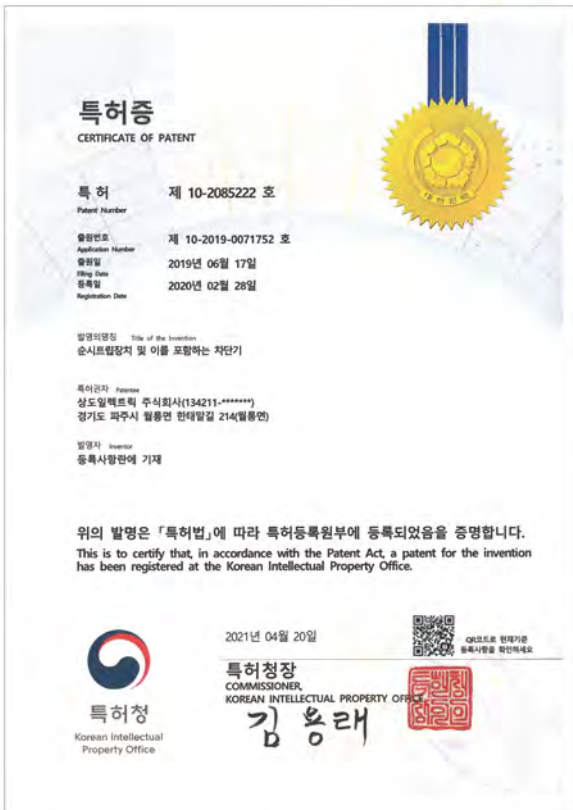 특허증
CERTIFICATE OF PATENT
특 허 제 10-2085222 호
Patent Number
출원번호 제 10-2019-0071752 호
Application Number
출원일 2019년 06월 17일
Filing Date
등록일 2020년 02월 28일
Registration Date
발명의명칭 Title of the Invention
순시트립장치 및 이를 포함하는 차단기
특허권자 Patentee
상도일렉트릭 주식회사(134211-*******)
경기도 파주시 월롱면 한태말길 214(월롱면)
발명자 Inventor
등록사항란에 기재
위의 발명은 「특허법」에 따라 특허등록원부에 등록되었음을 증명합니다.
This is to certify that, in accordance with the Patent Act, a patent for the invention
has been registered at the Korean Intellectual Property Office.
2021년 04월 20일
QR코드로 현재기준
등록사항을 확인하세요
특허청장
COMMISSIONER,
KOREAN INTELLECTUAL PROPERTY OFFICE
김용래
특허청
Korean Intellectual
Property Office